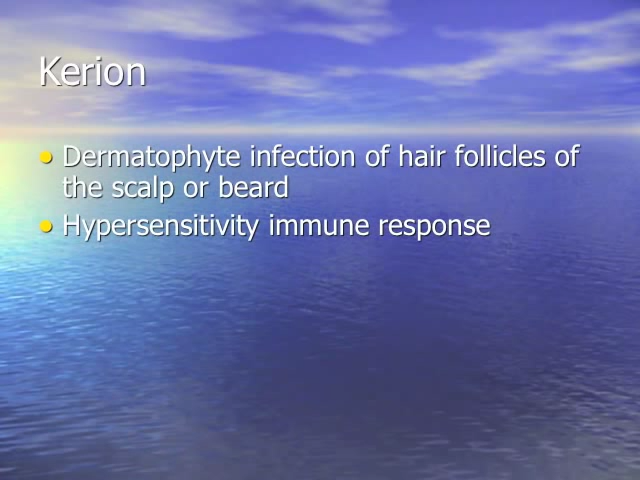 Kerion
• Dermatophyte infection of hair follicles of
the scalp or beard
• Hypersensitivity immune response